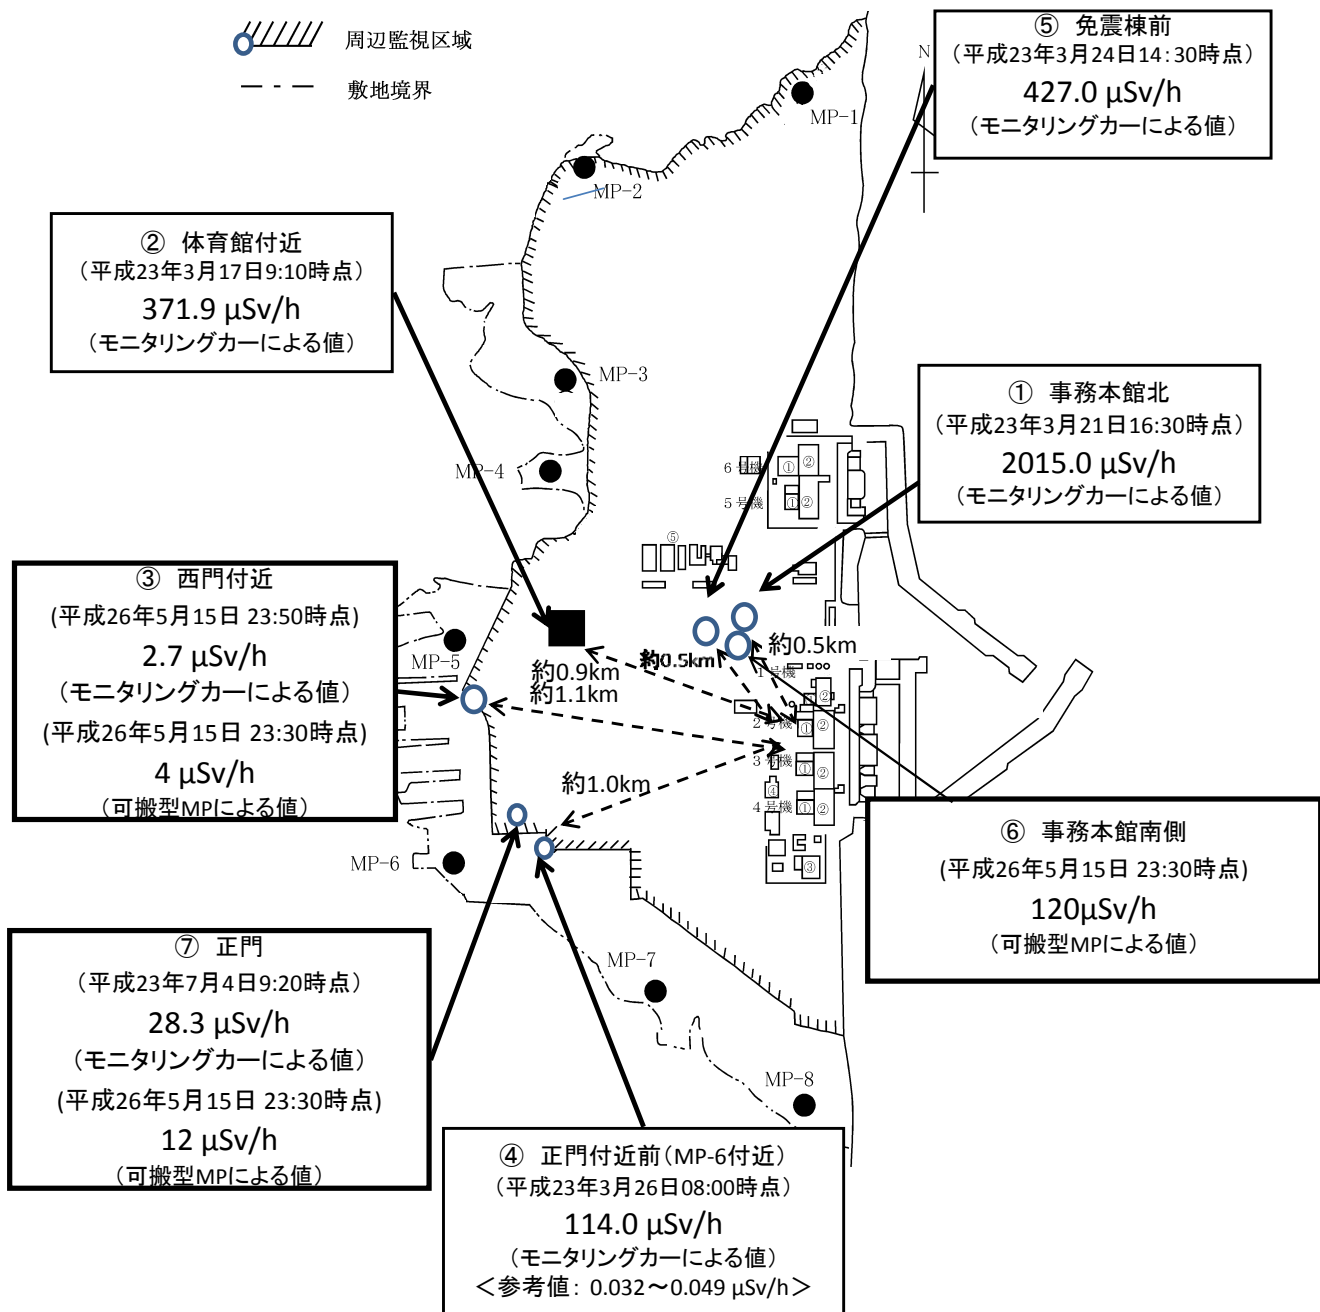 周辺監視区域
敷地境界
⑤ 免震棟前
(平成23年3月24日14:30時点)
427.0 μSv/h
(モニタリングカーによる値)
N
MP-1
MP-2
② 体育館付近
(平成23年3月17日9:10時点)
371.9 μSv/h
(モニタリングカーによる値)
MP-3
① 事務本館北
(平成23年3月21日16:30時点)
2015.0 μSv/h
(モニタリングカーによる値)
MP-4
6号機
①
②
5号機
①
②
⑤
③ 西門付近
(平成26年5月15日 23:50時点)
2.7 μSv/h
(モニタリングカーによる値)
(平成26年5月15日 23:30時点)
4 μSv/h
(可搬型MPによる値)
MP-5
約0.9km
約1.1km
約0.5km
約0.5km
1号機
②
2号機
①
②
3号機
①
②
約1.0km
④
4号機
①
②
③
⑥ 事務本館南側
(平成26年5月15日 23:30時点)
120μSv/h
(可搬型MPによる値)
MP-6
⑦ 正門
(平成23年7月4日9:20時点)
28.3 μSv/h
(モニタリングカーによる値)
(平成26年5月15日 23:30時点)
12 μSv/h
(可搬型MPによる値)
MP-7
MP-8
④ 正門付近前(MP-6付近)
(平成23年3月26日08:00時点)
114.0 μSv/h
(モニタリングカーによる値)
<参考値: 0.032～0.049 μSv/h>